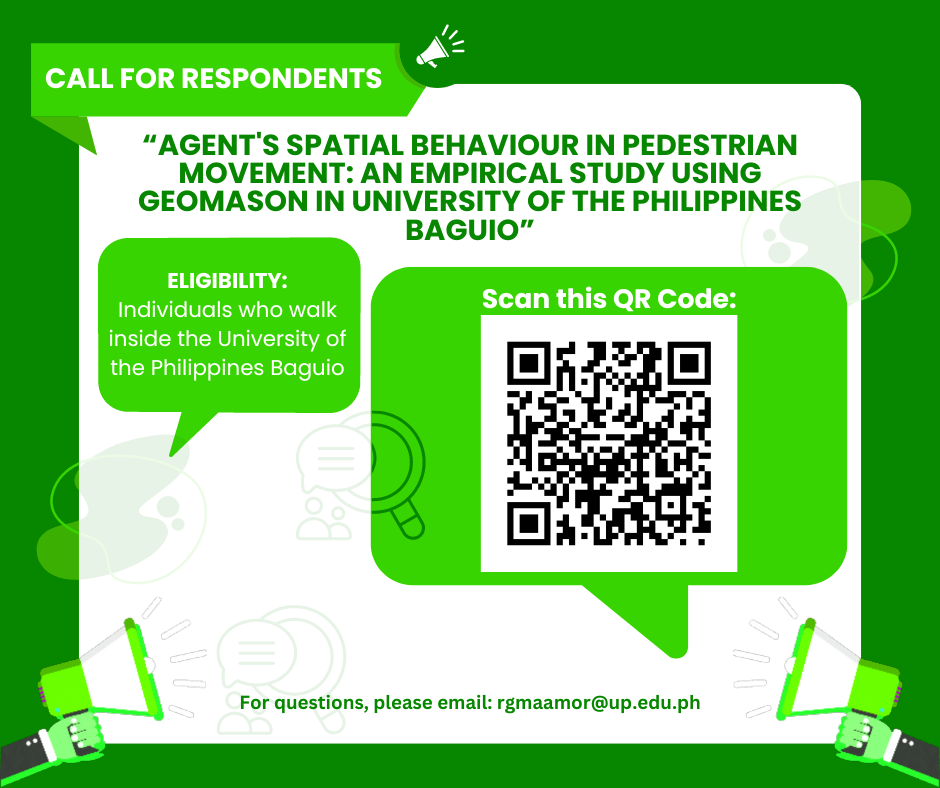 CALL FOR RESPONDENTS
“AGENT'S SPATIAL BEHAVIOUR IN PEDESTRIAN
MOVEMENT: AN EMPIRICAL STUDY USING
GEOMASON IN UNIVERSITY OF THE PHILIPPINES
BAGUIO”
ELIGIBILITY:
Individuals who walk
inside the University of
the Philippines Baguio
Scan this QR Code:
For questions, please email: rgmaamor@up.edu.ph